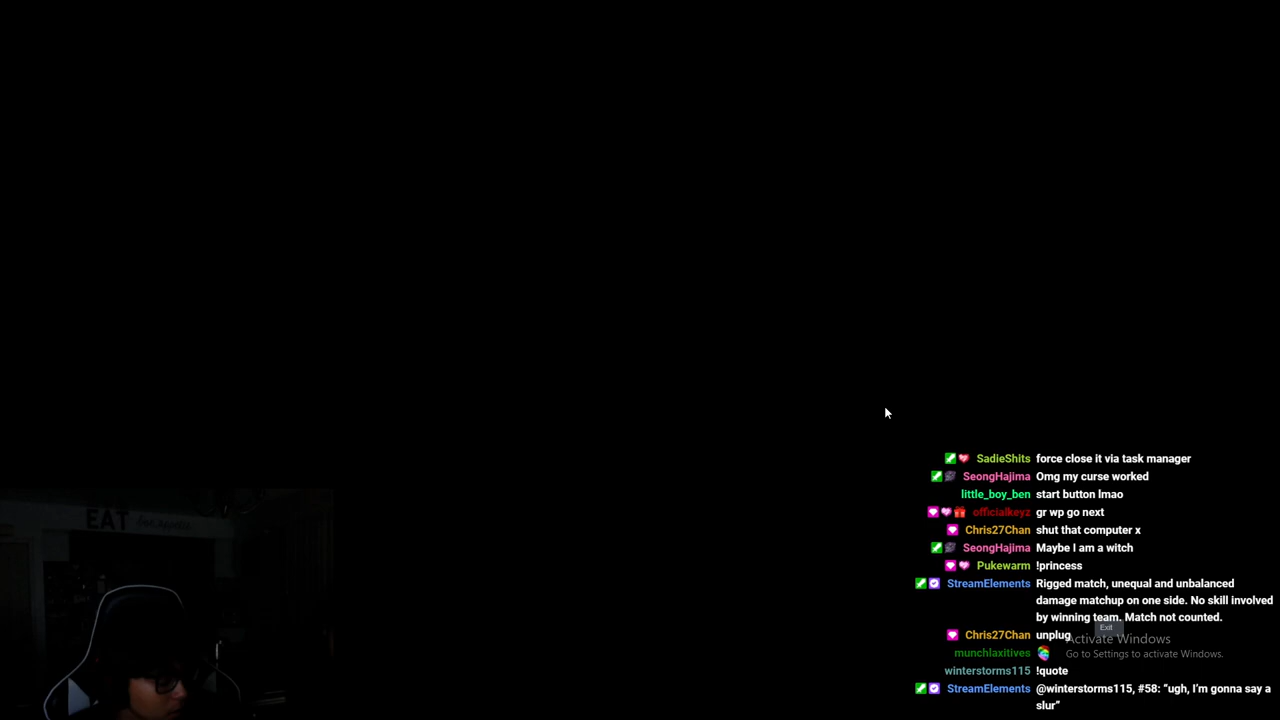 SadieShits force close it via task manager
SeongHajima Omg my curse worked
little_boy_ben start button lmao
officialkeyz gr wp go next
Chris27Chan shut that computer x
SeongHajima Maybe I am a witch
Pukewarm !princess
StreamElements Rigged match, unequal and unbalanced
damage matchup on one side. No skill involved
by winning team. Match not counted.
Exit
Chris27Chan unplug
Activate Windows
munchlaxitives
Go to Settings to activate Windows.
winterstorms115 !quote
StreamElements @winterstorms115, #58: “ugh, I’m gonna say a
slur”
EAT